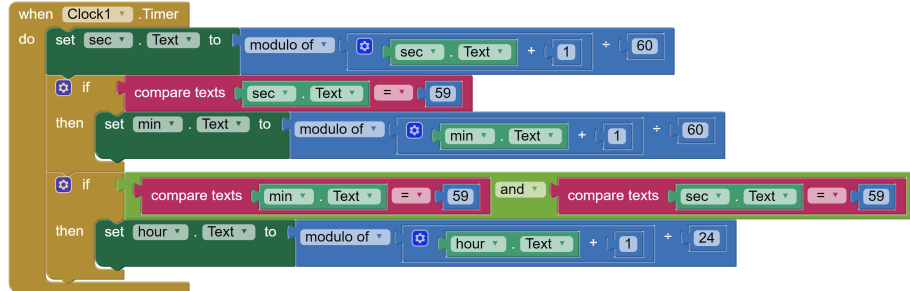 when Clock1 .Timer
do set sec . Text to modulo of sec . Text + 1 ÷ 60
if compare texts sec . Text = 59
then set min . Text to modulo of min . Text + 1 ÷ 60
if compare texts min . Text = 59 and compare texts sec . Text = 59
then set hour . Text to modulo of hour . Text + 1 ÷ 24